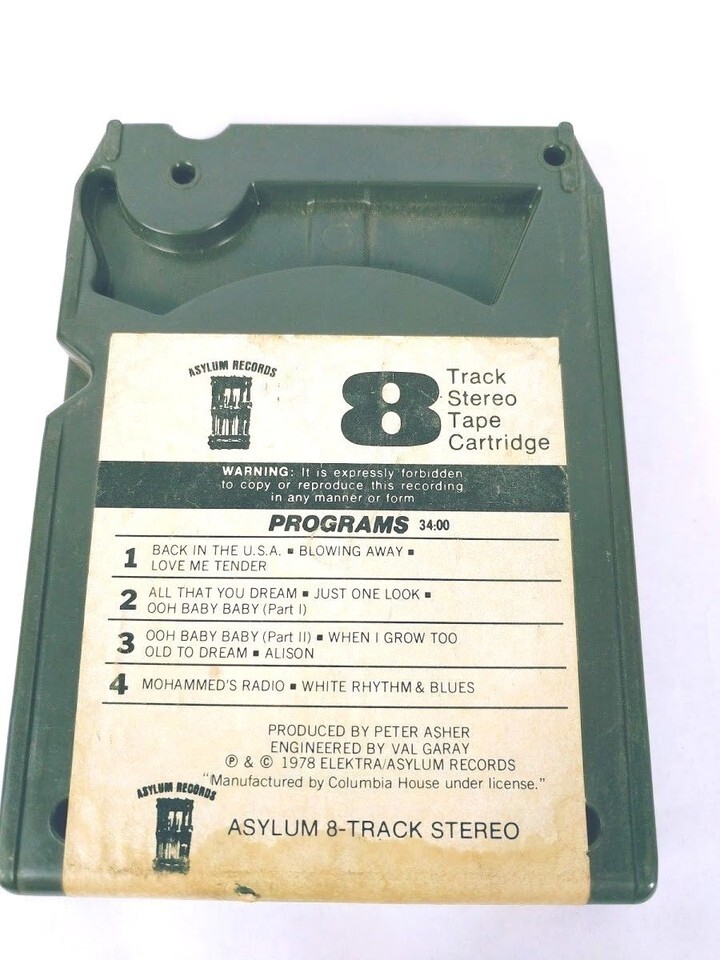 ASYLUM RECORDS
8 Track
Stereo
Tape
Cartridge
WARNING: It is expressly forbidden
to copy or reproduce this recording
in any manner or form
PROGRAMS 34:00
1 BACK IN THE U.S.A. ■ BLOWING AWAY ■
LOVE ME TENDER
2 ALL THAT YOU DREAM ■ JUST ONE LOOK ■
OOH BABY BABY (Part I)
3 OOH BABY BABY (Part II) ■ WHEN I GROW TOO
OLD TO DREAM ■ ALISON
4 MOHAMMED'S RADIO ■ WHITE RHYTHM & BLUES
PRODUCED BY PETER ASHER
ENGINEERED BY VAL GARAY
℗ & © 1978 ELEKTRA/ASYLUM RECORDS
"Manufactured by Columbia House under license."
ASYLUM RECORDS
ASYLUM 8-TRACK STEREO